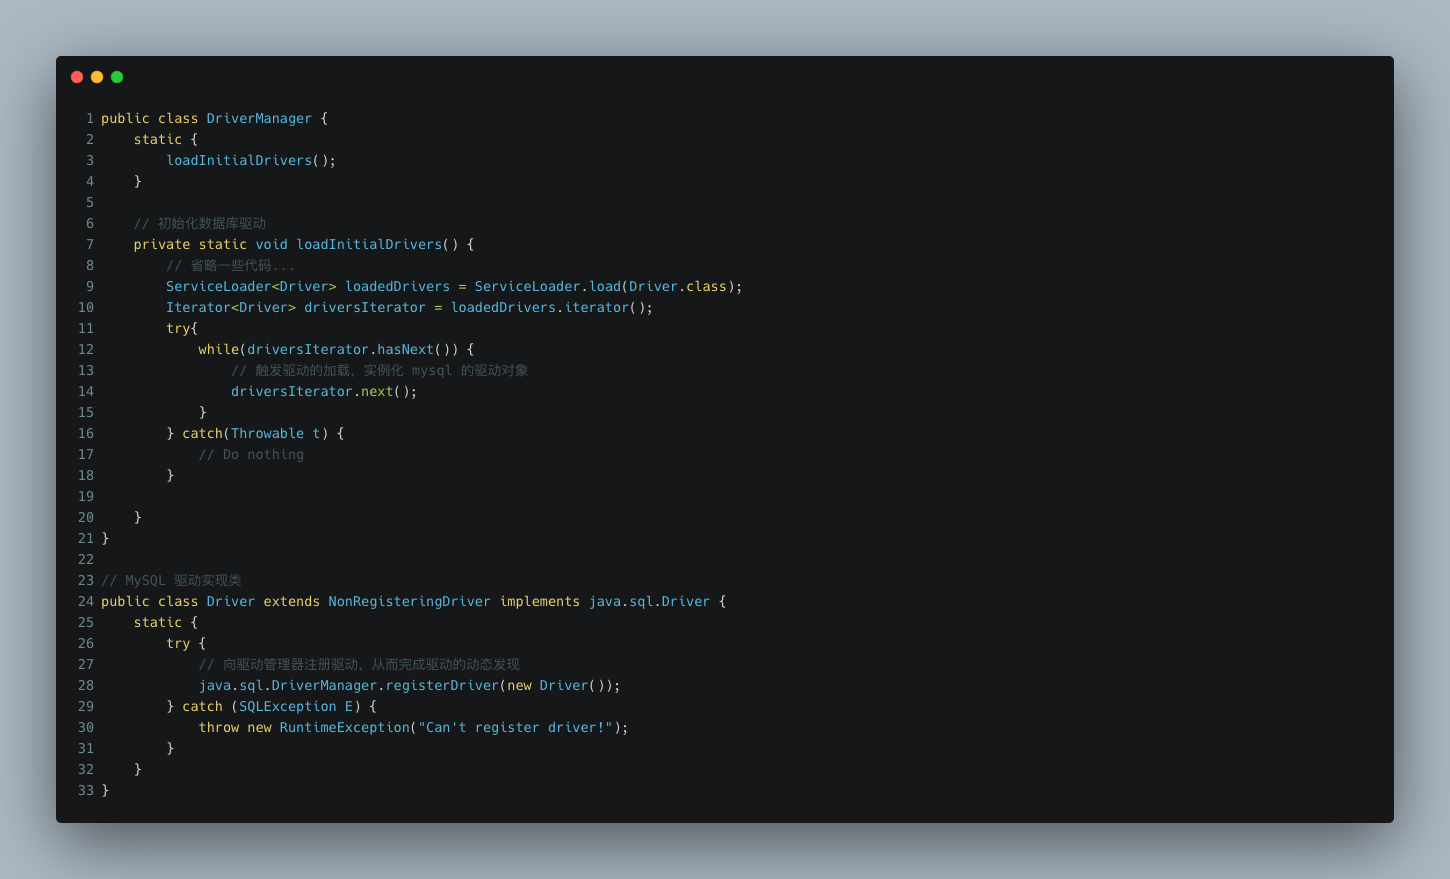 1 public class DriverManager {
2     static {
3         loadInitialDrivers();
4     }
5
6     // 初始化数据库驱动
7     private static void loadInitialDrivers() {
8         // 省略一些代码...
9         ServiceLoader<Driver> loadedDrivers = ServiceLoader.load(Driver.class);
10         Iterator<Driver> driversIterator = loadedDrivers.iterator();
11         try{
12             while(driversIterator.hasNext()) {
13                 // 触发驱动的加载，实例化 mysql 的驱动对象
14                 driversIterator.next();
15             }
16         } catch(Throwable t) {
17             // Do nothing
18         }
19
20     }
21 }
22
23 // MySQL 驱动实现类
24 public class Driver extends NonRegisteringDriver implements java.sql.Driver {
25     static {
26         try {
27             // 向驱动管理器注册驱动，从而完成驱动的动态发现
28             java.sql.DriverManager.registerDriver(new Driver());
29         } catch (SQLException E) {
30             throw new RuntimeException("Can't register driver!");
31         }
32     }
33 }